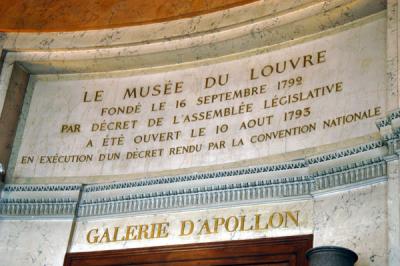 LE MUSÉE DU LOUVRE
FONDÉ LE 16 SEPTEMBRE 1792
PAR DÉCRET DE L'ASSEMBLÉE LÉGISLATIVE
A ÉTÉ OUVERT LE 10 AOUT 1793
EN EXÉCUTION D'UN DÉCRET RENDU PAR LA CONVENTION NATIONALE
GALERIE D'APOLLON